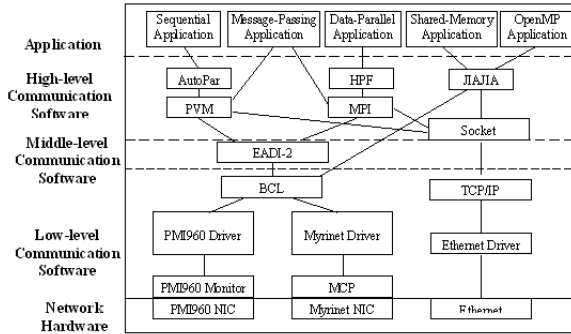 Sequential Application
Message-Passing Application
Data-Parallel Application
Shared-Memory Application
OpenMP Application
Application
High-level Communication Software
AutoPar
HPF
JIAJIA
PVM
MPI
Socket
Middle-level Communication Software
EADI-2
BCL
TCP/IP
Low-level Communication Software
PMI960 Driver
Myrinet Driver
Ethernet Driver
PMI960 Monitor
MCP
Network Hardware
PMI960 NIC
Myrinet NIC
Ethernet